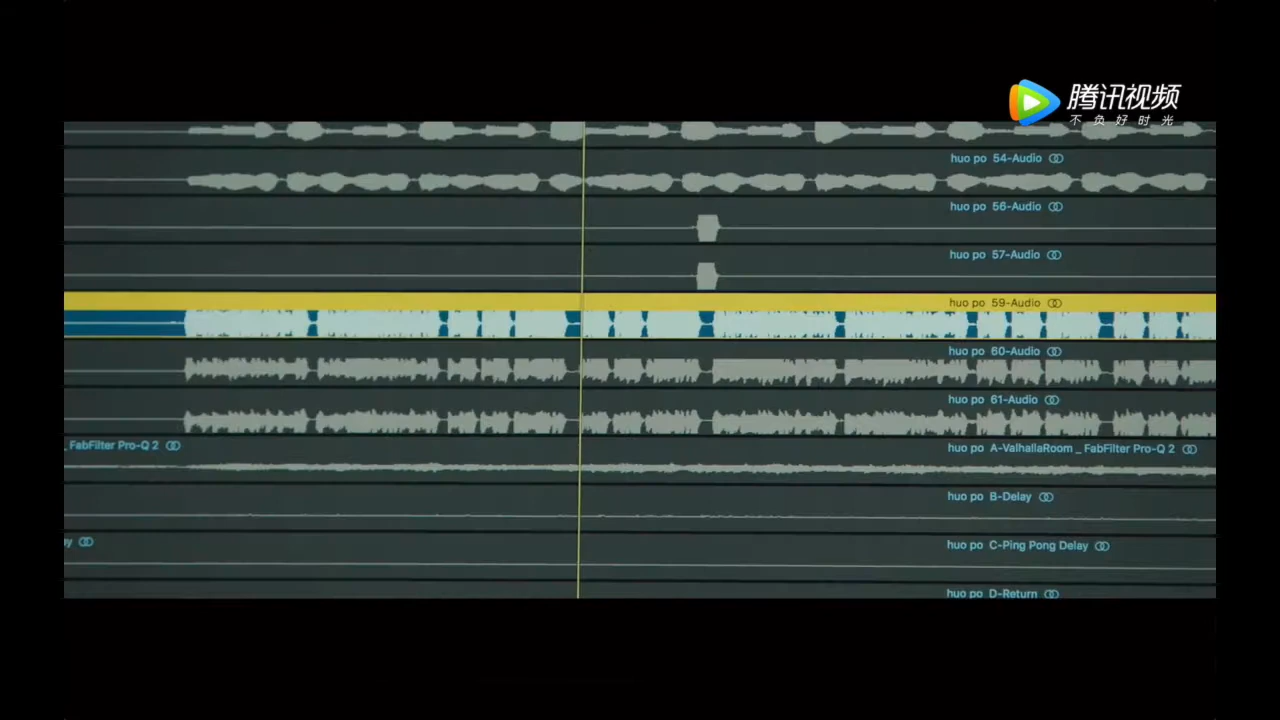 腾讯视频
不负好时光
huo po 54-Audio
huo po 56-Audio
huo po 57-Audio
huo po 59-Audio
huo po 60-Audio
huo po 61-Audio
_ FabFilter Pro-Q 2
huo po A-ValhallaRoom _ FabFilter Pro-Q 2
huo po B-Delay
ay
huo po C-Ping Pong Delay
huo po D-Return